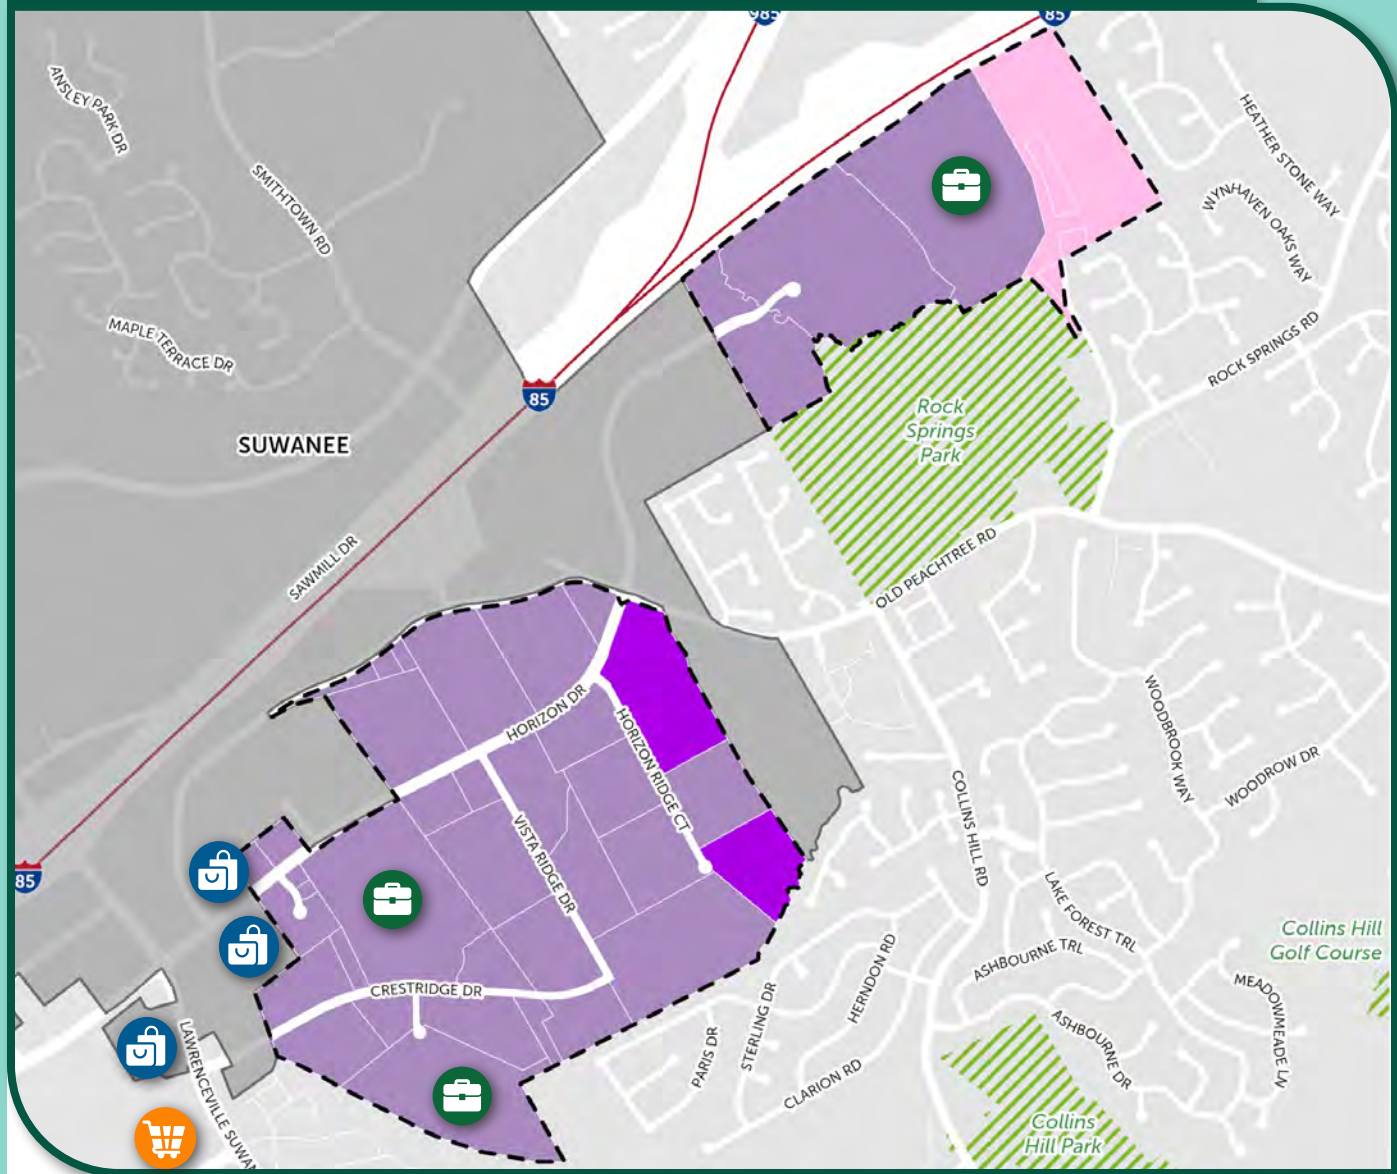 985
85
ANSLEY PARK DR
HEATHER STONE WAY
SMITHTOWN RD
WYNHAVEN OAKS WAY
MAPLE TERRACE DR
ROCK SPRINGS RD
85
Rock
Springs
Park
SUWANEE
SAWMILL DR
OLD PEACHTREE RD
HORIZON DR
HORIZON RIDGE CT
WOODBROOK WAY
WOODROW DR
COLLINS HILL RD
VISTA RIDGE DR
85
LAKE FOREST TRL
Collins Hill
Golf Course
ASHBOURNE TRL
HERNDON RD
MEADOWMEADE LN
CRESTRIDGE DR
STERLING DR
PARIS DR
ASHBOURNE DR
CLARION RD
LAWRENCEVILLE SUWAN
Collins
Hill Park